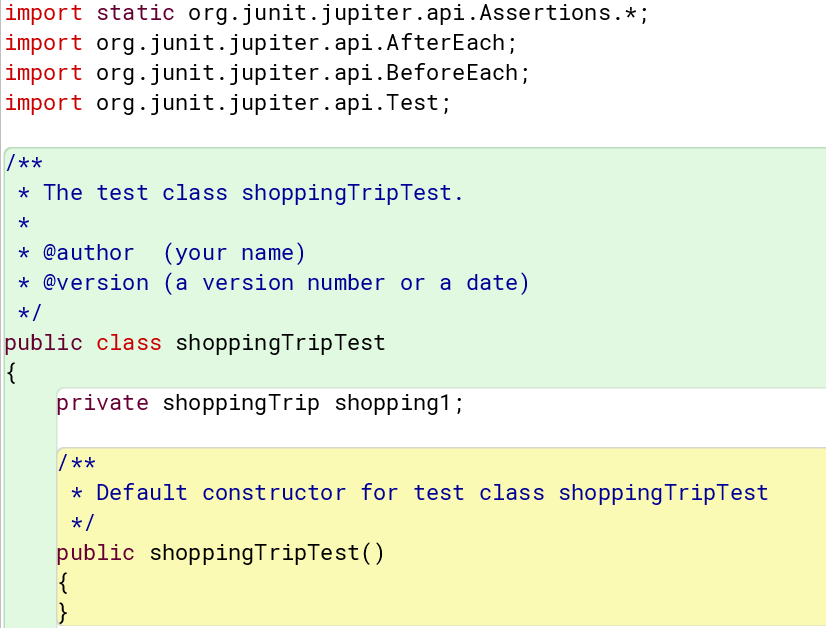 import static org.junit.jupiter.api.Assertions.*;
import org.junit.jupiter.api.AfterEach;
import org.junit.jupiter.api.BeforeEach;
import org.junit.jupiter.api.Test;

/**
 * The test class shoppingTripTest.
 *
 * @author  (your name)
 * @version (a version number or a date)
 */
public class shoppingTripTest
{
    private shoppingTrip shopping1;

    /**
     * Default constructor for test class shoppingTripTest
     */
    public shoppingTripTest()
    {
    }